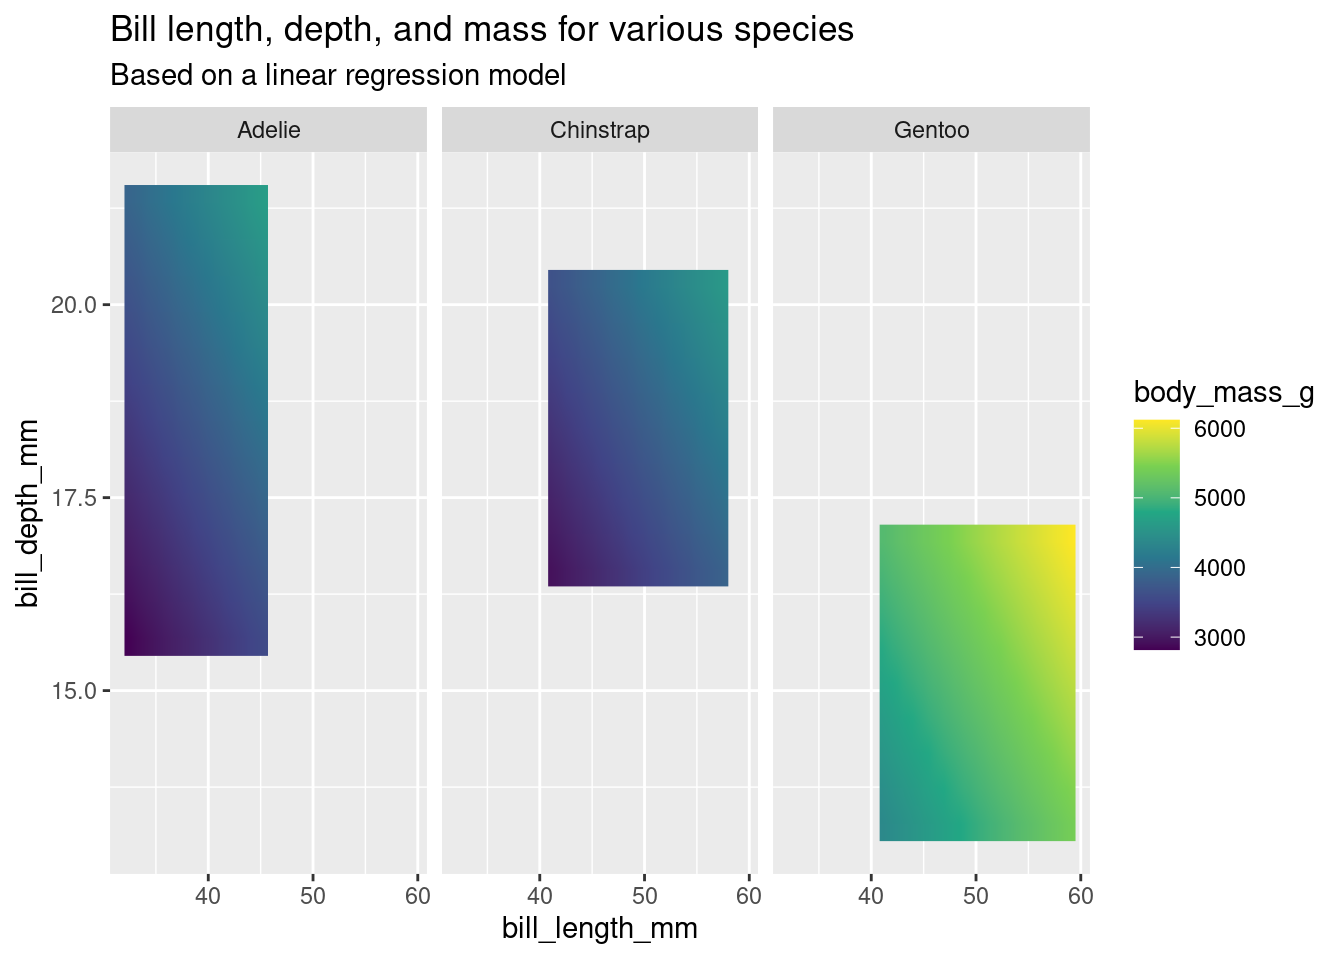 Bill length, depth, and mass for various species
Based on a linear regression model
Adelie Chinstrap Gentoo
20.0
17.5
15.0
bill_depth_mm
40 50 60 40 50 60 40 50 60
bill_length_mm
body_mass_g
6000
5000
4000
3000